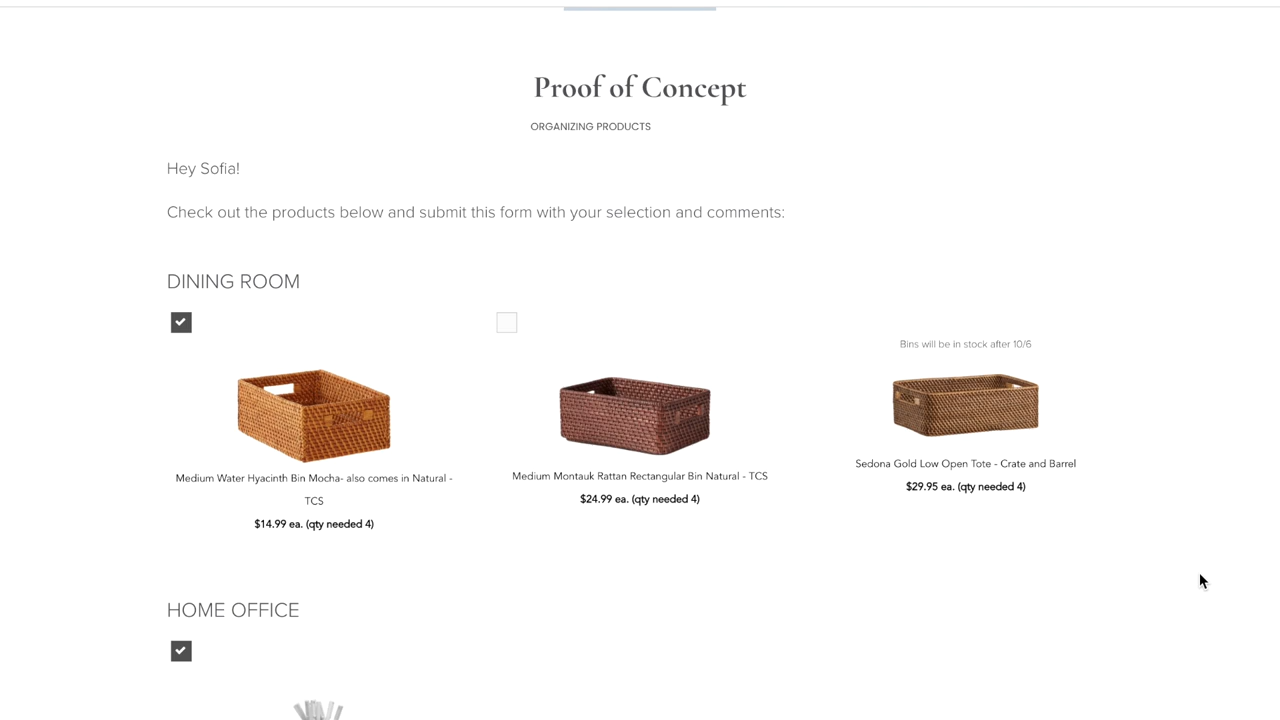 Proof of Concept
ORGANIZING PRODUCTS
Hey Sofia!
Check out the products below and submit this form with your selection and comments:
DINING ROOM
Medium Water Hyacinth Bin Mocha- also comes in Natural -
TCS
$14.99 ea. (qty needed 4)
Medium Montauk Rattan Rectangular Bin Natural - TCS
$24.99 ea. (qty needed 4)
Bins will be in stock after 10/6
Sedona Gold Low Open Tote - Crate and Barrel
$29.95 ea. (qty needed 4)
HOME OFFICE